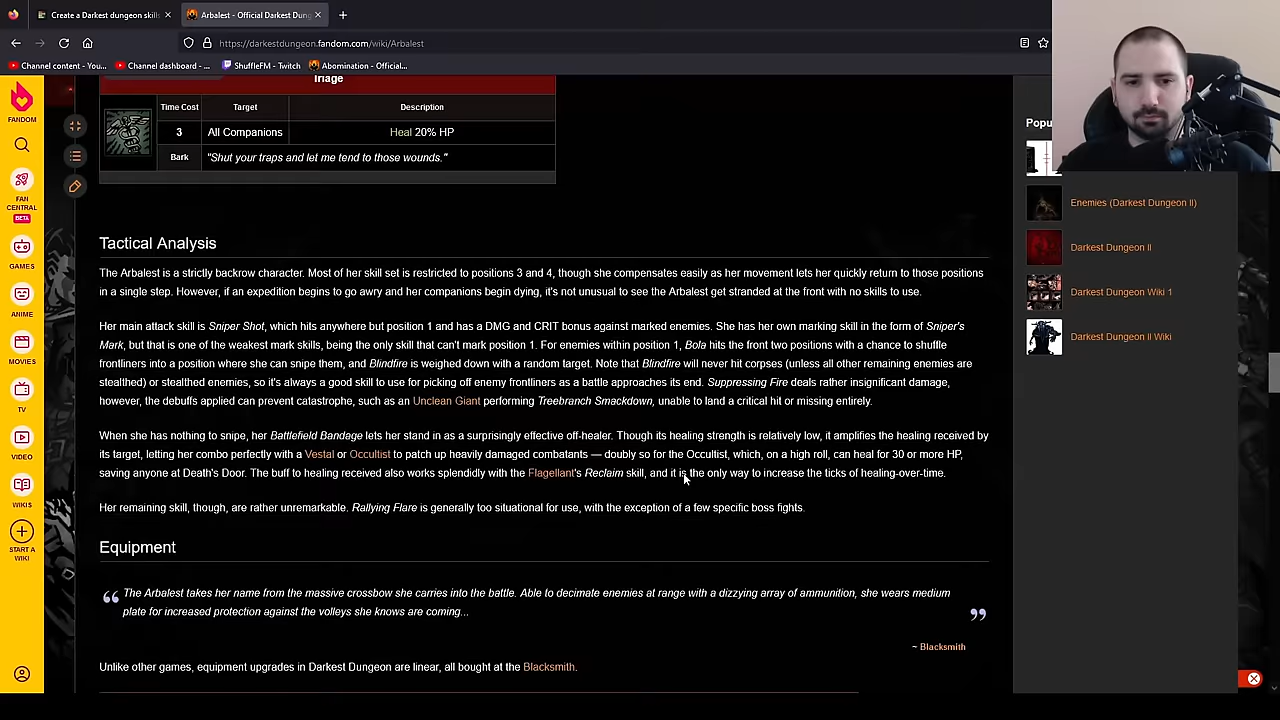 Create a Darkest dungeon skills
Arbalest - Official Darkest Dung
https://darkestdungeon.fandom.com/wiki/Arbalest
Channel content - You...
Channel dashboard - ...
ShuffleFM - Twitch
Abomination - Official...
FANDOM
FAN CENTRAL
BETA
GAMES
ANIME
MOVIES
TV
VIDEO
WIKIS
START A WIKI
Triage
Time Cost Target Description
3 All Companions Heal 20% HP
Bark "Shut your traps and let me tend to those wounds."
Tactical Analysis
The Arbalest is a strictly backrow character. Most of her skill set is restricted to positions 3 and 4, though she compensates easily as her movement lets her quickly return to those positions
in a single step. However, if an expedition begins to go awry and her companions begin dying, it's not unusual to see the Arbalest get stranded at the front with no skills to use.
Her main attack skill is Sniper Shot, which hits anyone but position 1 and has a DMG and CRIT bonus against marked enemies. She has her own marking skill in the form of Sniper's
Mark, but that is one of the weakest mark skills, being the only skill that can't mark position 1. For enemies within position 1, Bola hits the front two positions with a chance to shuffle
frontliners into a position where she can snipe them, and Blindfire is weighed down with a random target. Note that Blindfire will never hit corpses (unless all other remaining enemies are
stealthed) or stealthed enemies, so it's always a good skill to use for picking off enemy frontliners as a battle approaches its end. Suppressing Fire deals rather insignificant damage,
however, the debuffs applied can prevent catastrophe, such as an Unclean Giant performing Treebranch Smackdown, unable to land a critical hit or missing entirely.
When she has nothing to snipe, her Battlefield Bandage lets her stand in as a surprisingly effective off-healer. Though its healing strength is relatively low, it amplifies the healing received by
its target, letting her combo perfectly with a Vestal or Occultist to patch up heavily damaged combatants — doubly so for the Occultist, which, on a high roll, can heal for 30 or more HP,
saving anyone at Death's Door. The buff to healing received also works splendidly with the Flagellant's Reclaim skill, and it is the only way to increase the ticks of healing-over-time.
Her remaining skill, though, are rather unremarkable. Rallying Flare is generally too situational for use, with the exception of a few specific boss fights.
Equipment
“ The Arbalest takes her name from the massive crossbow she carries into the battle. Able to decimate enemies at range with a dizzying array of ammunition, she wears medium
plate for increased protection against the volleys she knows are coming... ”
~ Blacksmith
Unlike other games, equipment upgrades in Darkest Dungeon are linear, all bought at the Blacksmith.
Popu
Enemies (Darkest Dungeon II)
Darkest Dungeon II
Darkest Dungeon Wiki 1
Darkest Dungeon II Wiki